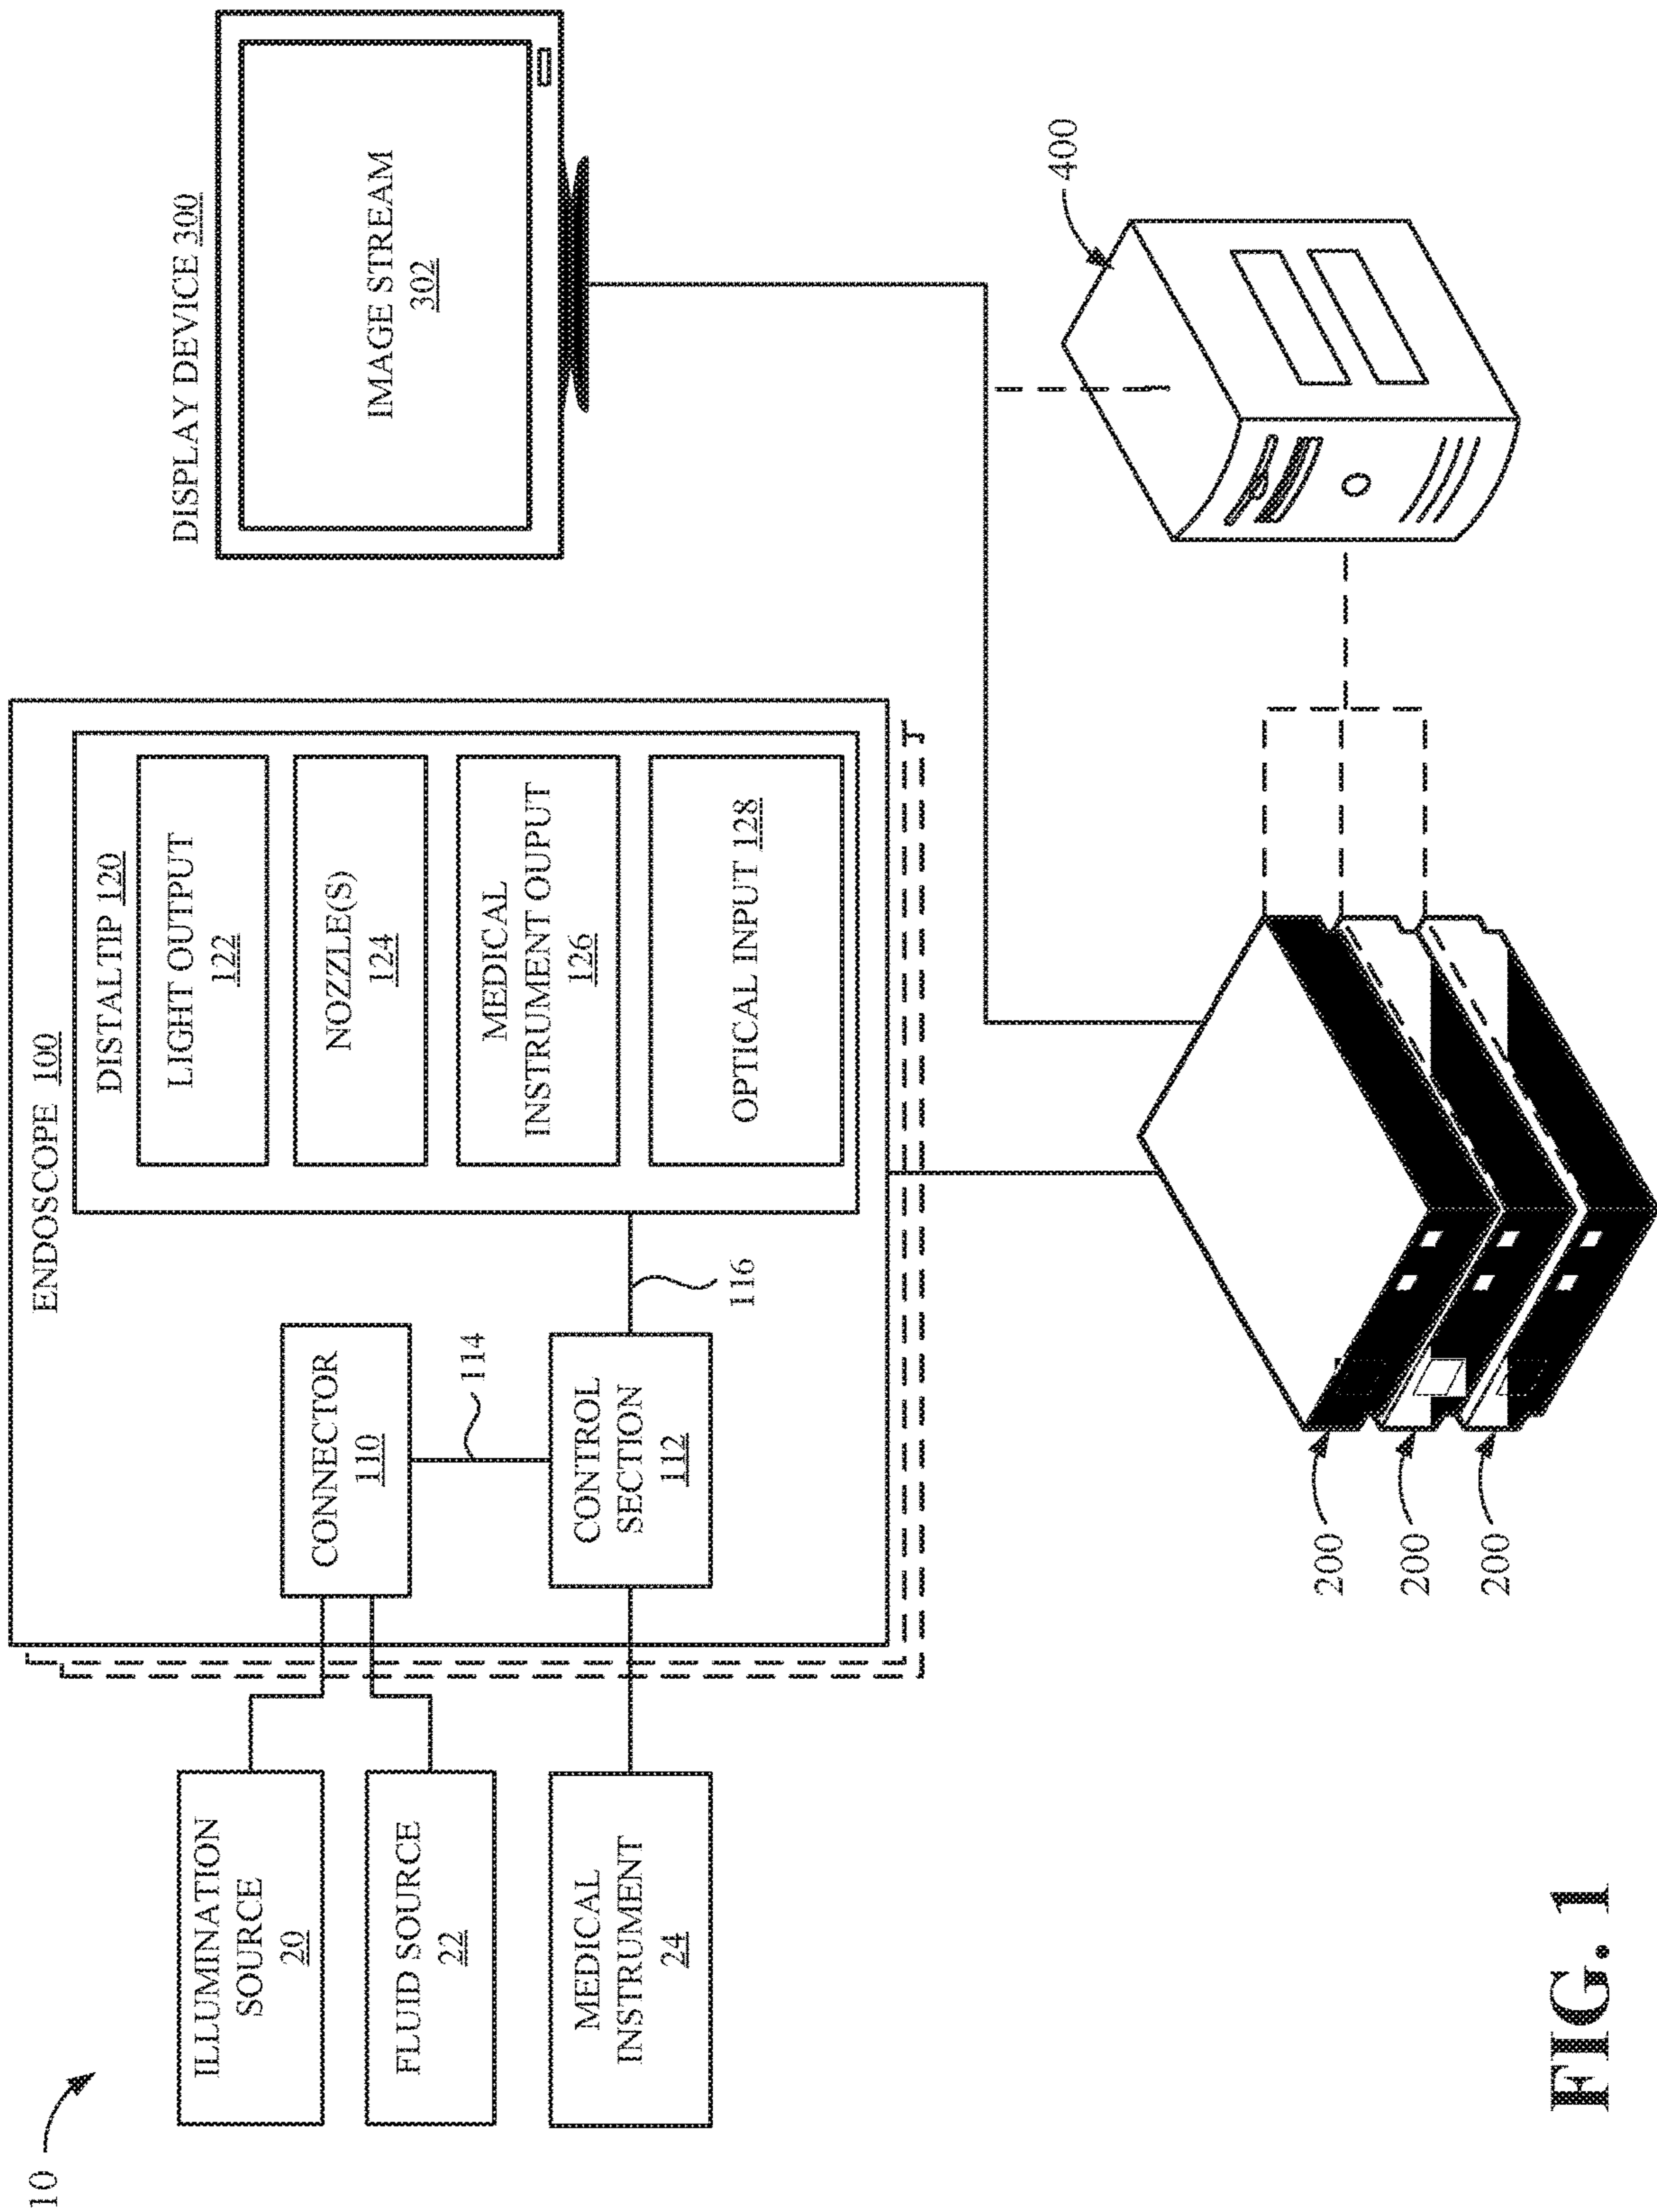 10
ILLUMINATION
SOURCE
20
FLUID SOURCE
22
MEDICAL
INSTRUMENT
24
ENDOSCOPE 100
CONNECTOR
110
114
CONTROL
SECTION
112
116
DISTALTIP 120
LIGHT OUTPUT
122
NOZZLE(S)
124
MEDICAL
INSTRUMENT OUPUT
126
OPTICAL INPUT 128
DISPLAY DEVICE 300
IMAGE STREAM
302
200
200
200
400
FIG. 1